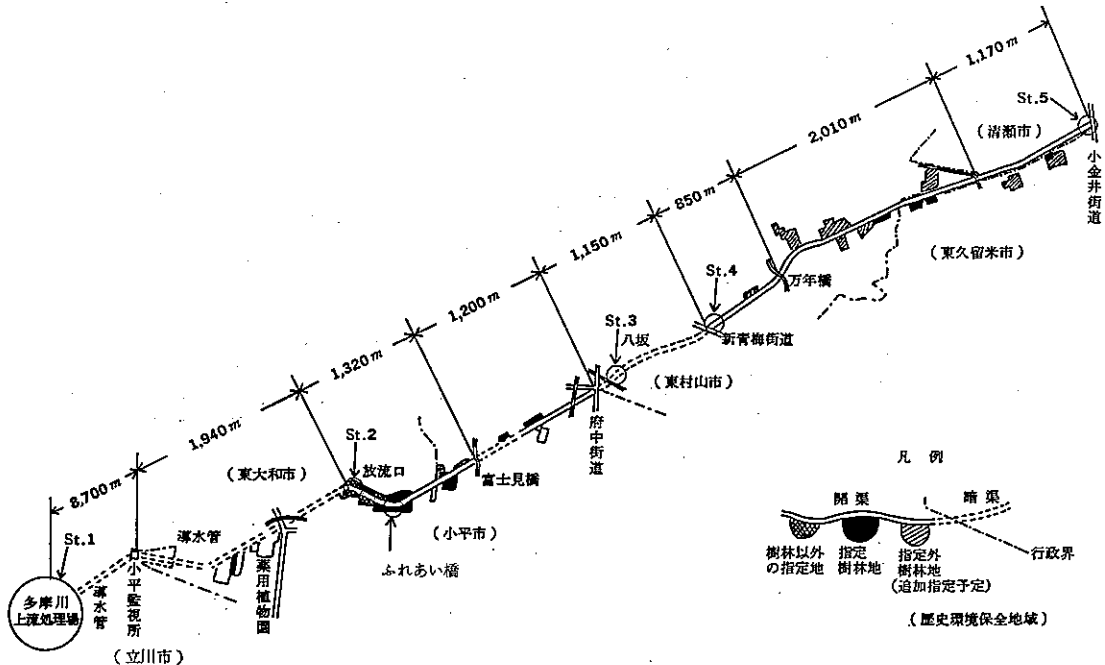 1,170m
2,010m
850m
1,150m
1,200m
1,320m
1,940m
8,700m
St.5
(清瀬市)
小金井街道
(東久留米市)
万年橋
St.4
新青梅街道
St.3
八坂
(東村山市)
府中街道
富士見橋
St.2
放流口
(東大和市)
(小平市)
ふれあい橋
St.1
導水管
薬用植物園
小平監視所
導水管
多摩川
上流処理場
(立川市)
凡例
開渠
暗渠
樹林以外
の指定地
指定
樹林地
指定外
樹林地
(追加指定予定)
行政界
(歴史環境保全地域)